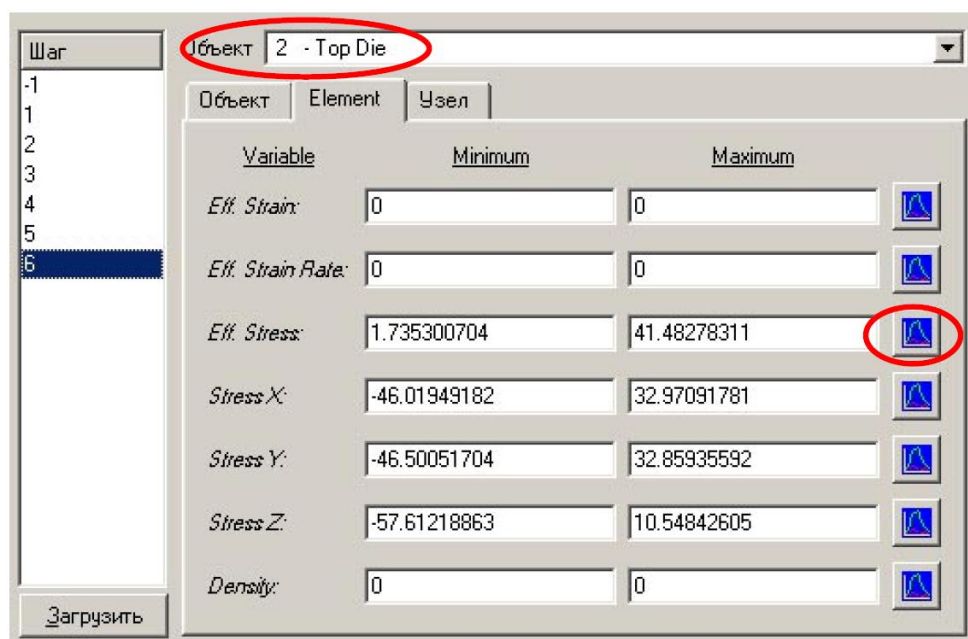 Шаг
-1
1
2
3
4
5
6
Загрузить
Объект 2 - Top Die
Объект Element Узел
Variable Minimum Maximum
Eff. Strain: 0 0
Eff. Strain Rate: 0 0
Eff. Stress: 1.735300704 41.48278311
Stress X: -46.01949182 32.97091781
Stress Y: -46.50051704 32.85935592
Stress Z: -57.61218863 10.54842605
Density: 0 0